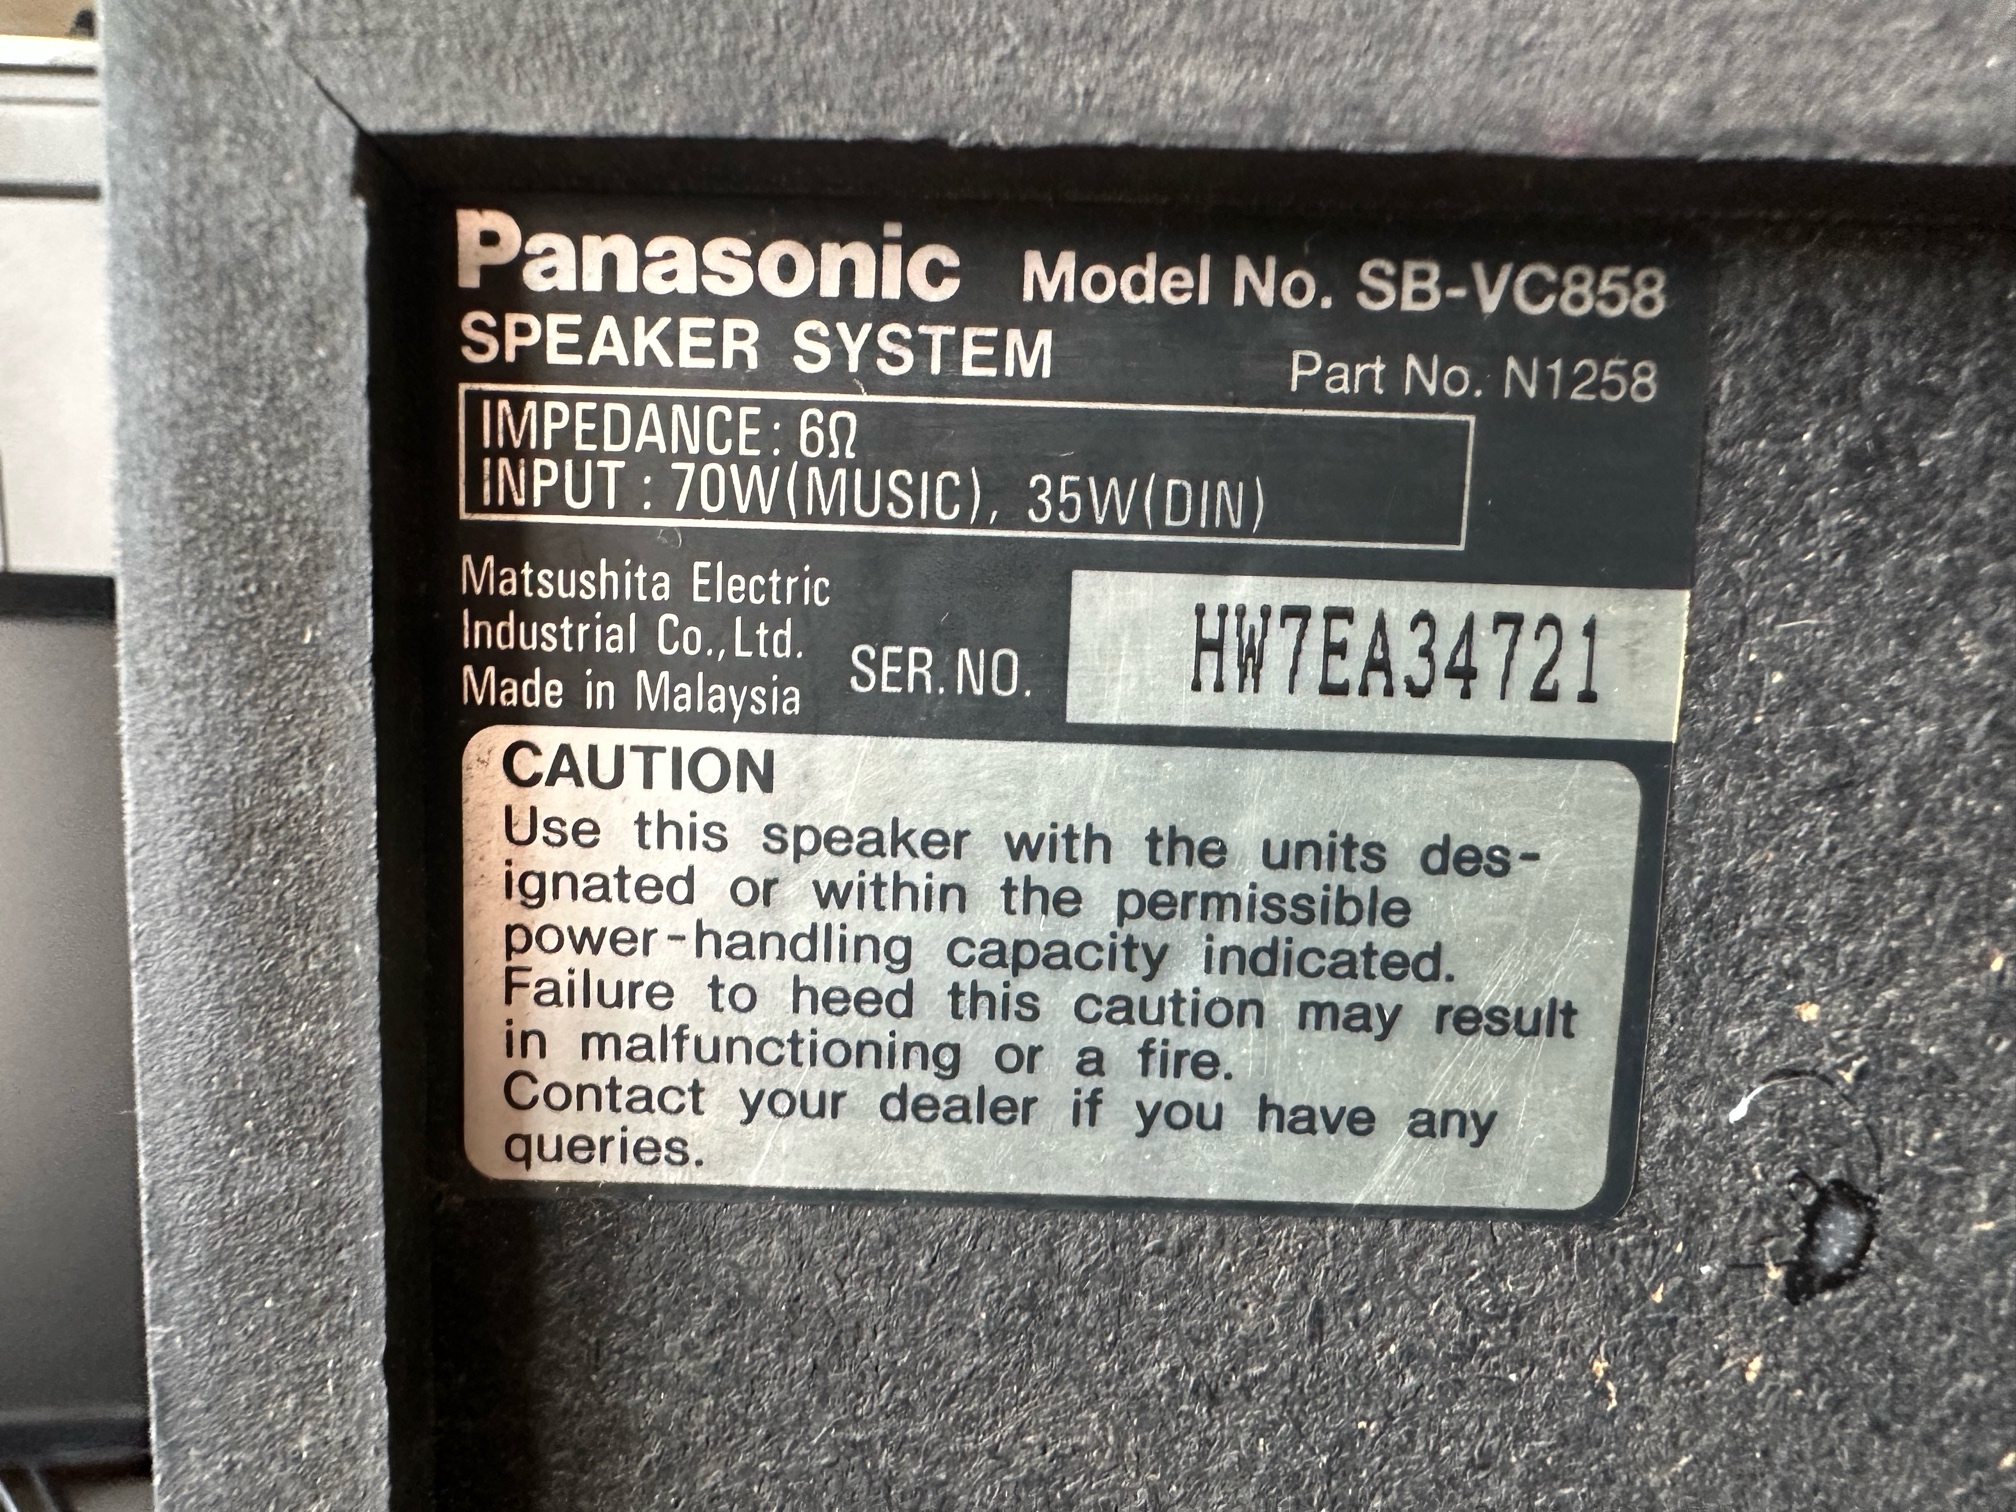 Panasonic Model No. SB-VC858
SPEAKER SYSTEM Part No. N1258
IMPEDANCE: 6Ω
INPUT : 70W(MUSIC), 35W(DIN)
Matsushita Electric
Industrial Co.,Ltd.
Made in Malaysia
SER. NO. HW7EA34721
CAUTION
Use this speaker with the units des-
ignated or within the permissible
power-handling capacity indicated.
Failure to heed this caution may result
in malfunctioning or a fire.
Contact your dealer if you have any
queries.